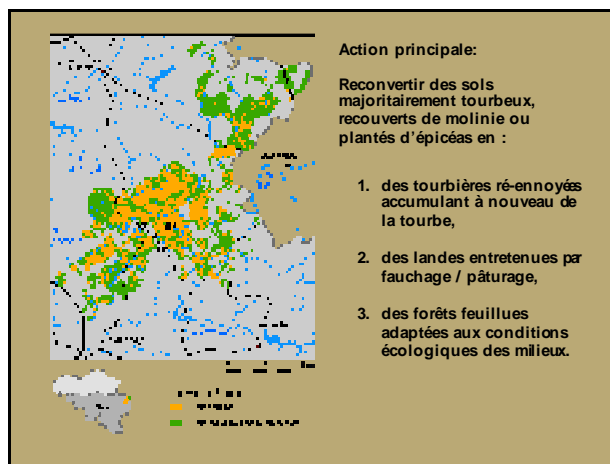 Action principale:
Reconvertir des sols
majoritairement tourbeux,
recouverts de molinie ou
plantés d'épicéas en :
1. des tourbières ré-ennoyées
accumulant à nouveau de
la tourbe,
2. des landes entretenues par
fauchage / pâturage,
3. des forêts feuillues
adaptées aux conditions
écologiques des milieux.